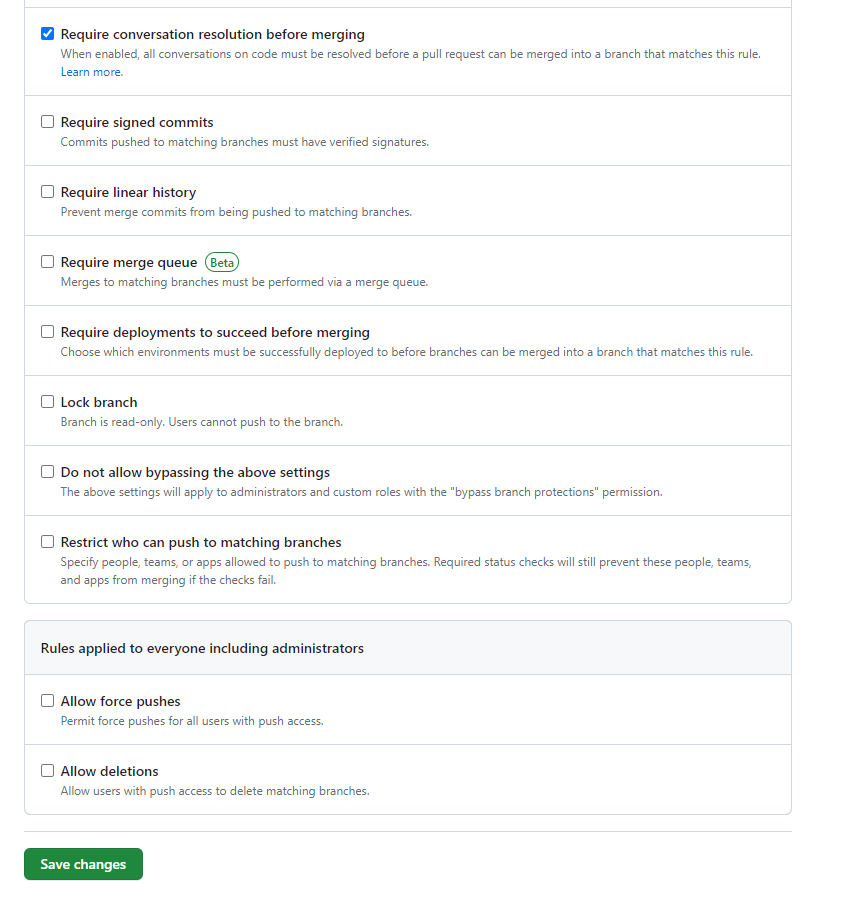 Require conversation resolution before merging
When enabled, all conversations on code must be resolved before a pull request can be merged into a branch that matches this rule.
Learn more.
Require signed commits
Commits pushed to matching branches must have verified signatures.
Require linear history
Prevent merge commits from being pushed to matching branches.
Require merge queue Beta
Merges to matching branches must be performed via a merge queue.
Require deployments to succeed before merging
Choose which environments must be successfully deployed to before branches can be merged into a branch that matches this rule.
Lock branch
Branch is read-only. Users cannot push to the branch.
Do not allow bypassing the above settings
The above settings will apply to administrators and custom roles with the "bypass branch protections" permission.
Restrict who can push to matching branches
Specify people, teams, or apps allowed to push to matching branches. Required status checks will still prevent these people, teams,
and apps from merging if the checks fail.
Rules applied to everyone including administrators
Allow force pushes
Permit force pushes for all users with push access.
Allow deletions
Allow users with push access to delete matching branches.
Save changes